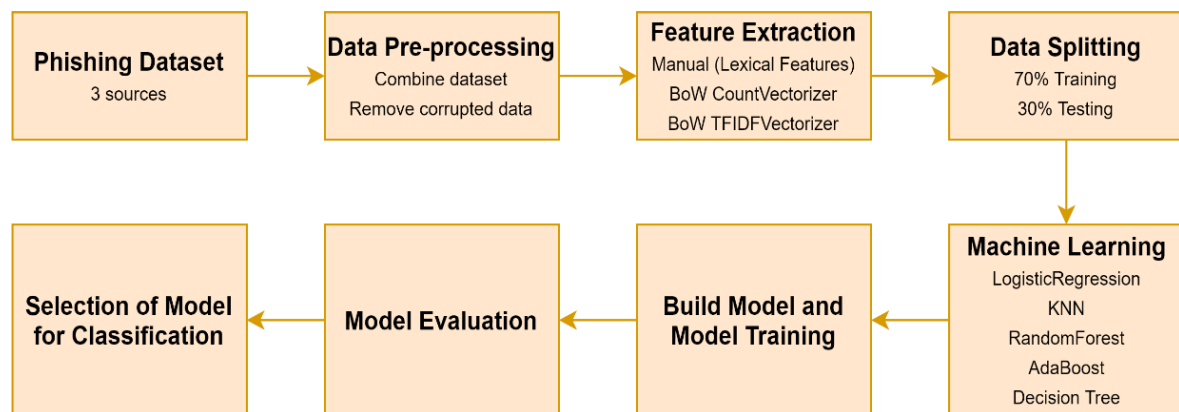 Phishing Dataset
3 sources
Data Pre-processing
Combine dataset
Remove corrupted data
Feature Extraction
Manual (Lexical Features)
BoW CountVectorizer
BoW TFIDFVectorizer
Data Splitting
70% Training
30% Testing
Machine Learning
LogisticRegression
KNN
RandomForest
AdaBoost
Decision Tree
Build Model and
Model Training
Model Evaluation
Selection of Model
for Classification